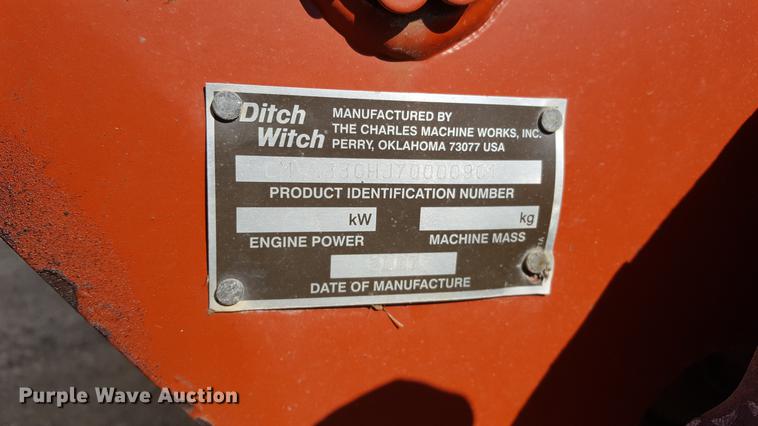 Ditch Witch
MANUFACTURED BY
THE CHARLES MACHINE WORKS, INC.
PERRY, OKLAHOMA 73077 USA
PRODUCT IDENTIFICATION NUMBER
kW
kg
ENGINE POWER
MACHINE MASS
DATE OF MANUFACTURE
Purple Wave Auction